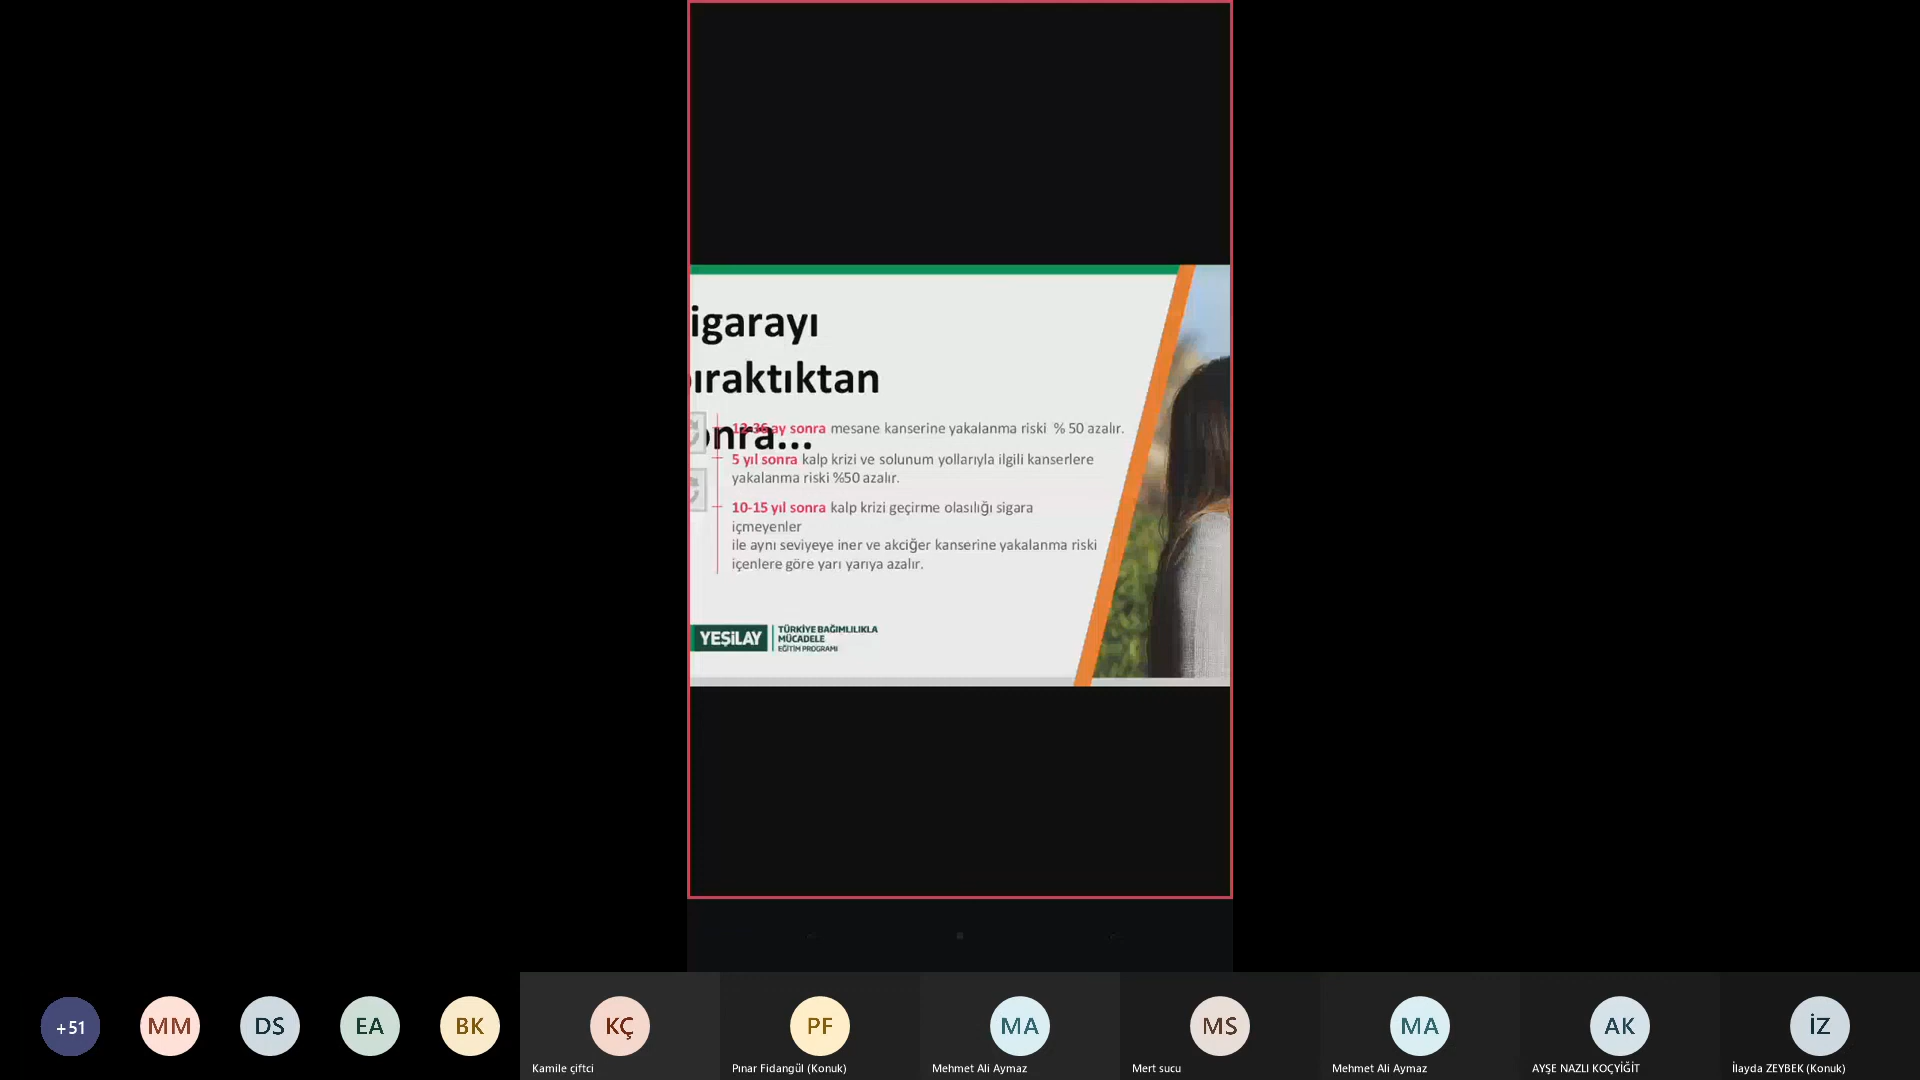 igarayı
bıraktıktan
onra...
12-36 ay sonra mesane kanserine yakalanma riski % 50 azalır.
5 yıl sonra kalp krizi ve solunum yollarıyla ilgili kanserlere
yakalanma riski %50 azalır.
10-15 yıl sonra kalp krizi geçirme olasılığı sigara
içmeyenler
ile aynı seviyeye iner ve akciğer kanserine yakalanma riski
içenlere göre yarı yarıya azalır.
YEŞİLAY
TÜRKİYE BAĞIMLILIKLA
MÜCADELE
EĞİTİM PROGRAMI
+51
MM
DS
EA
BK
KÇ
PF
MA
MS
MA
AK
İZ
Kamile çiftci
Pınar Fidangül (Konuk)
Mehmet Ali Aymaz
Mert sucu
Mehmet Ali Aymaz
AYŞE NAZLI KOÇYİĞİT
İlayda ZEYBEK (Konuk)